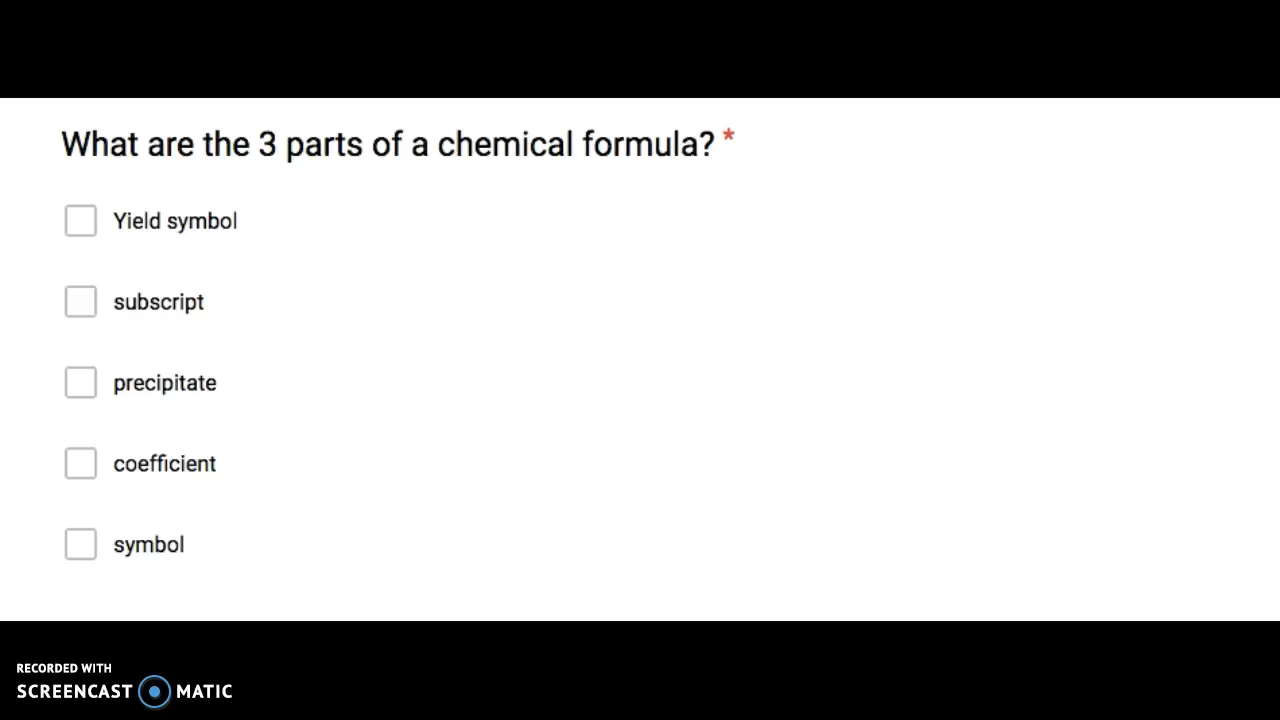 What are the 3 parts of a chemical formula? *
Yield symbol
subscript
precipitate
coefficient
symbol
RECORDED WITH
SCREENCAST MATIC